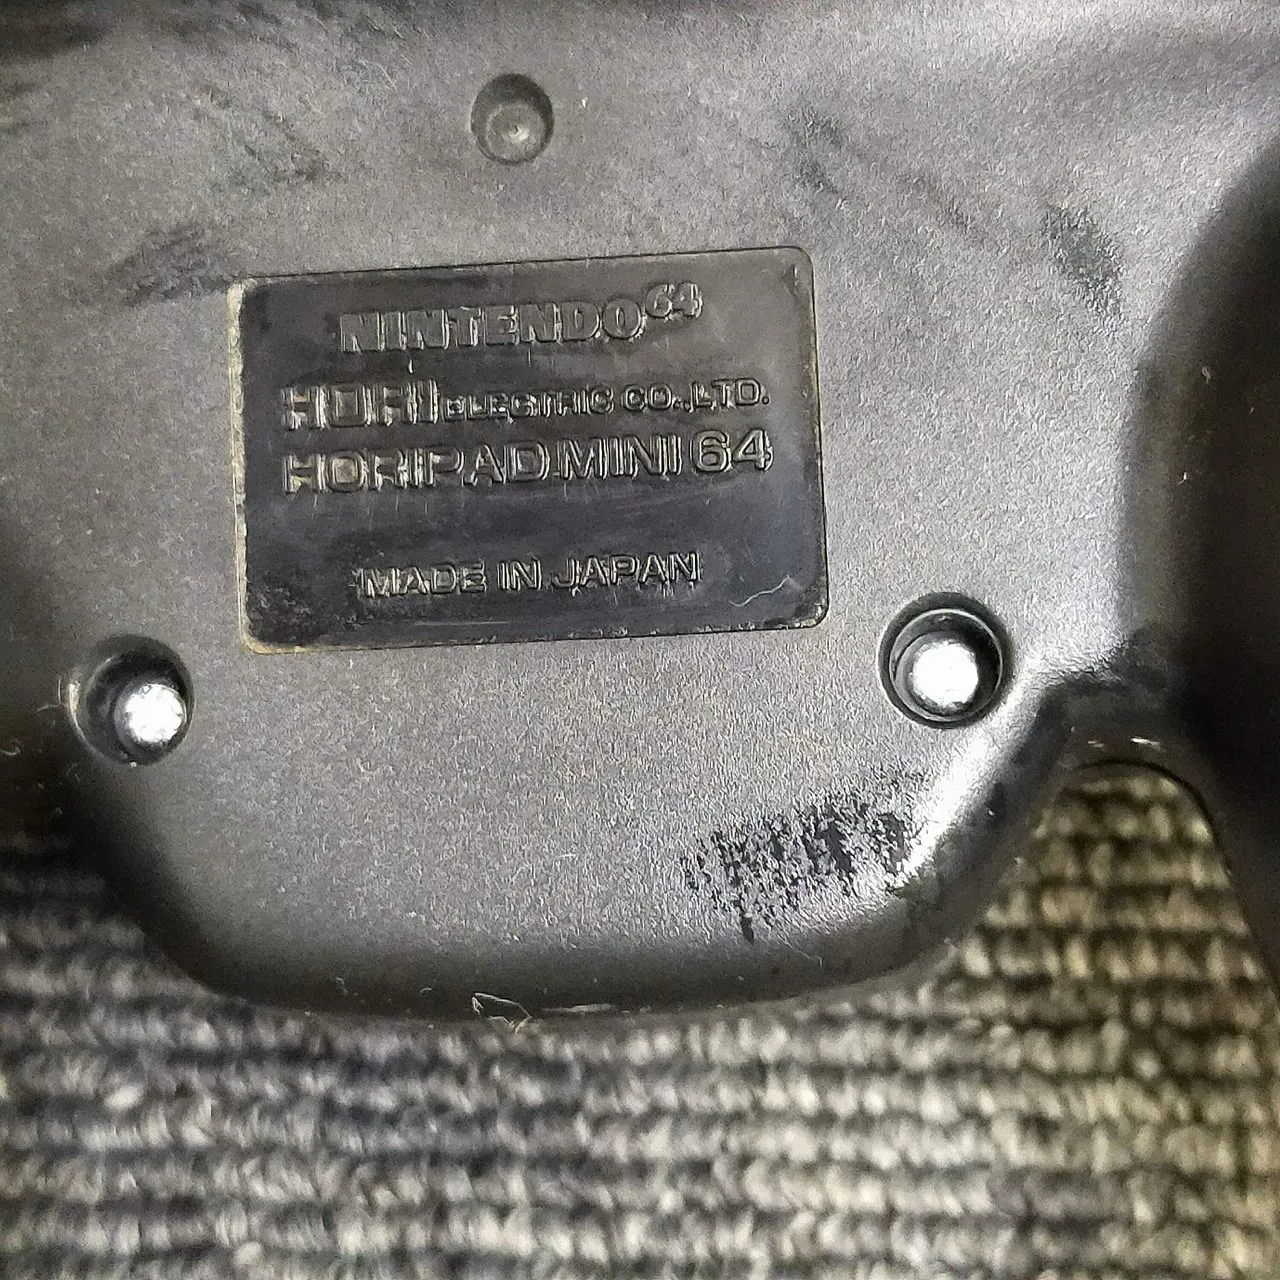 NINTENDO64
HORI ELECTRIC CO.,LTD.
HORIPAD MINI 64
MADE IN JAPAN